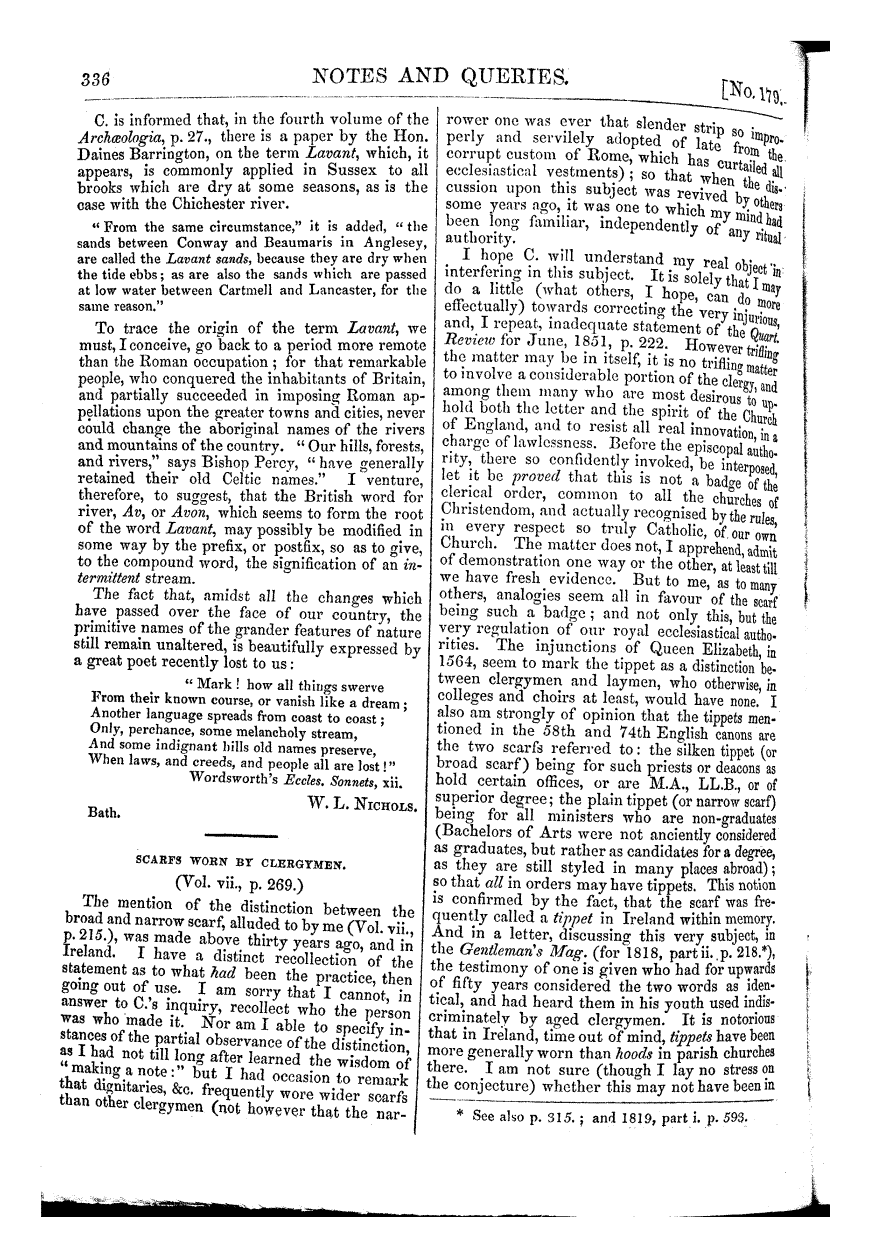 336
NOTES AND QUERIES.
[No. 179.
C. is informed that, in the fourth volume of the
Archæologia, p. 27., there is a paper by the Hon.
Daines Barrington, on the term Lavant, which, it
appears, is commonly applied in Sussex to all
brooks which are dry at some seasons, as is the
case with the Chichester river.
"From the same circumstance," it is added, "the
sands between Conway and Beaumaris in Anglesey,
are called the Lavant sands, because they are dry when
the tide ebbs; as are also the sands which are passed
at low water between Cartmell and Lancaster, for the
same reason."
To trace the origin of the term Lavant, we
must, I conceive, go back to a period more remote
than the Roman occupation; for that remarkable
people, who conquered the inhabitants of Britain,
and partially succeeded in imposing Roman ap-
pellations upon the greater towns and cities, never
could change the aboriginal names of the rivers
and mountains of the country. "Our hills, forests,
and rivers," says Bishop Percy, "have generally
retained their old Celtic names." I venture,
therefore, to suggest, that the British word for
river, Av, or Avon, which seems to form the root
of the word Lavant, may possibly be modified in
some way by the prefix, or postfix, so as to give,
to the compound word, the signification of an in-
termittent stream.
The fact that, amidst all the changes which
have passed over the face of our country, the
primitive names of the grander features of nature
still remain unaltered, is beautifully expressed by
a great poet recently lost to us:
"Mark! how all things swerve
From their known course, or vanish like a dream;
Another language spreads from coast to coast;
Only, perchance, some melancholy stream,
And some indignant hills old names preserve,
When laws, and creeds, and people all are lost!"
Wordsworth's Eccles. Sonnets, xii.
W. L. NICHOLS.
Bath.
SCARFS WORN BY CLERGYMEN.
(Vol. vii., p. 269.)
The mention of the distinction between the
broad and narrow scarf, alluded to by me (Vol. vii.,
p. 215.), was made above thirty years ago, and in
Ireland. I have a distinct recollection of the
statement as to what had been the practice, then
going out of use. I am sorry that I cannot, in
answer to C.'s inquiry, recollect who the person
was who made it. Nor am I able to specify in-
stances of the partial observance of the distinction,
as I had not till long after learned the wisdom of
"making a note:" but I had occasion to remark
that dignitaries, &c. frequently wore wider scarfs
than other clergymen (not however that the nar-
rower one was ever that slender strip so impro-
perly and servilely adopted of late from the
corrupt custom of Rome, which has curtailed all
ecclesiastical vestments); so that when the dis-
cussion upon this subject was revived by others
some years ago, it was one to which my mind had
been long familiar, independently of any ritual
authority.
I hope C. will understand my real object in
interfering in this subject. It is solely that I may
do a little (what others, I hope, can do more
effectually) towards correcting the very injurious,
and, I repeat, inadequate statement of the Quart.
Review for June, 1851, p. 222. However trifling
the matter may be in itself, it is no trifling matter
to involve a considerable portion of the clergy, and
among them many who are most desirous to up-
hold both the letter and the spirit of the Church
of England, and to resist all real innovation, in a
charge of lawlessness. Before the episcopal autho-
rity, there so confidently invoked, be interposed,
let it be proved that this is not a badge of the
clerical order, common to all the churches of
Christendom, and actually recognised by the rules,
in every respect so truly Catholic, of our own
Church. The matter does not, I apprehend, admit
of demonstration one way or the other, at least till
we have fresh evidence. But to me, as to many
others, analogies seem all in favour of the scarf
being such a badge; and not only this, but the
very regulation of our royal ecclesiastical autho-
rities. The injunctions of Queen Elizabeth, in
1564, seem to mark the tippet as a distinction be-
tween clergymen and laymen, who otherwise, in
colleges and choirs at least, would have none. I
also am strongly of opinion that the tippets men-
tioned in the 58th and 74th English canons are
the two scarfs referred to: the silken tippet (or
broad scarf) being for such priests or deacons as
hold certain offices, or are M.A., LL.B., or of
superior degree; the plain tippet (or narrow scarf)
being for all ministers who are non-graduates
(Bachelors of Arts were not anciently considered
as graduates, but rather as candidates for a degree,
as they are still styled in many places abroad);
so that all in orders may have tippets. This notion
is confirmed by the fact, that the scarf was fre-
quently called a tippet in Ireland within memory.
And in a letter, discussing this very subject, in
the Gentleman's Mag. (for 1818, part ii. p. 218.*),
the testimony of one is given who had for upwards
of fifty years considered the two words as iden-
tical, and had heard them in his youth used indis-
criminately by aged clergymen. It is notorious
that in Ireland, time out of mind, tippets have been
more generally worn than hoods in parish churches
there. I am not sure (though I lay no stress on
the conjecture) whether this may not have been in
* See also p. 315.; and 1819, part i. p. 593.